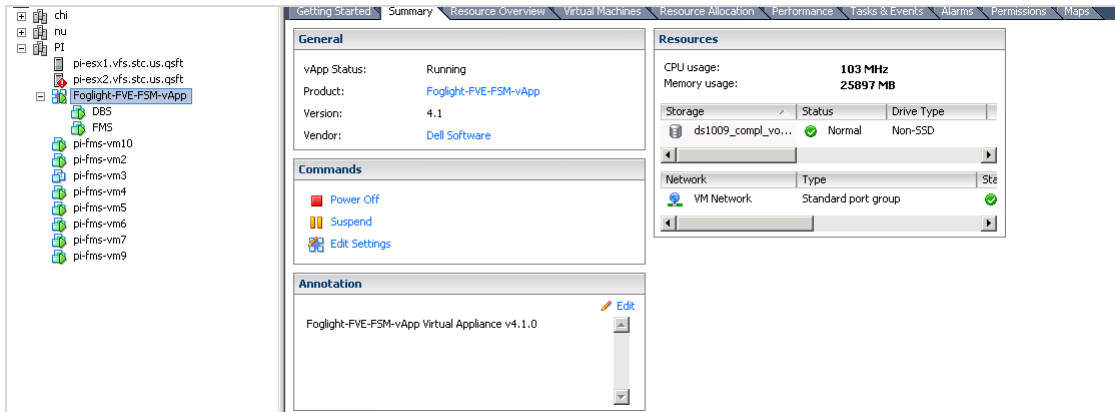 chi
nu
PI
pi-esx1.vfs.stc.us.qsft
pi-esx2.vfs.stc.us.qsft
Foglight-FVE-FSM-vApp
DBS
FMS
pi-fms-vm10
pi-fms-vm2
pi-fms-vm3
pi-fms-vm4
pi-fms-vm5
pi-fms-vm6
pi-fms-vm7
pi-fms-vm9
Getting Started Summary Resource Overview Virtual Machines Resource Allocation Performance Tasks & Events Alarms Permissions Maps
General
vApp Status: Running
Product: Foglight-FVE-FSM-vApp
Version: 4.1
Vendor: Dell Software
Commands
Power Off
Suspend
Edit Settings
Annotation
Edit
Foglight-FVE-FSM-vApp Virtual Appliance v4.1.0
Resources
CPU usage: 103 MHz
Memory usage: 25897 MB
Storage Status Drive Type
ds1009_compl_vo... Normal Non-SSD
Network Type Sta
VM Network Standard port group